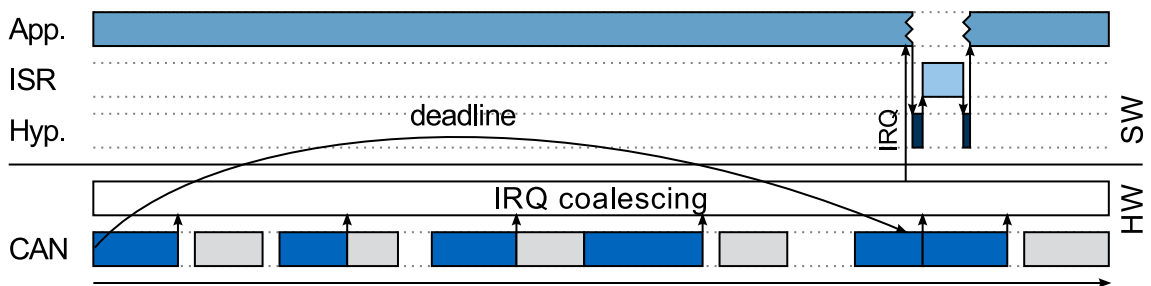 App.
ISR
deadline
Hyp.
IRQ
SW
IRQ coalescing
HW
CAN